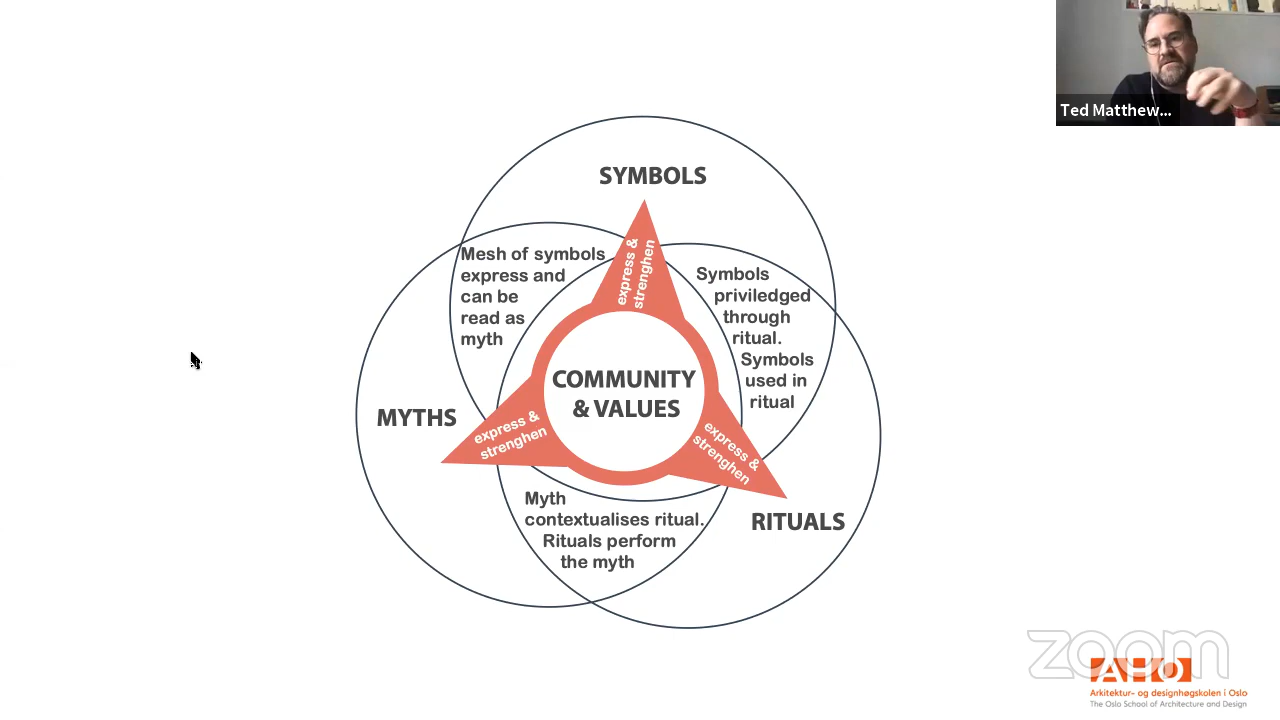 Ted Matthew...
SYMBOLS
express &
strenghen
Mesh of symbols
express and
can be
read as
myth
Symbols
priviledged
through
ritual.
Symbols
used in
ritual
COMMUNITY
& VALUES
MYTHS
express &
strenghen
express &
strenghen
Myth
contextualises ritual.
Rituals perform
the myth
RITUALS
zoom
AHO
Arkitektur- og designhøgskolen i Oslo
The Oslo School of Architecture and Design